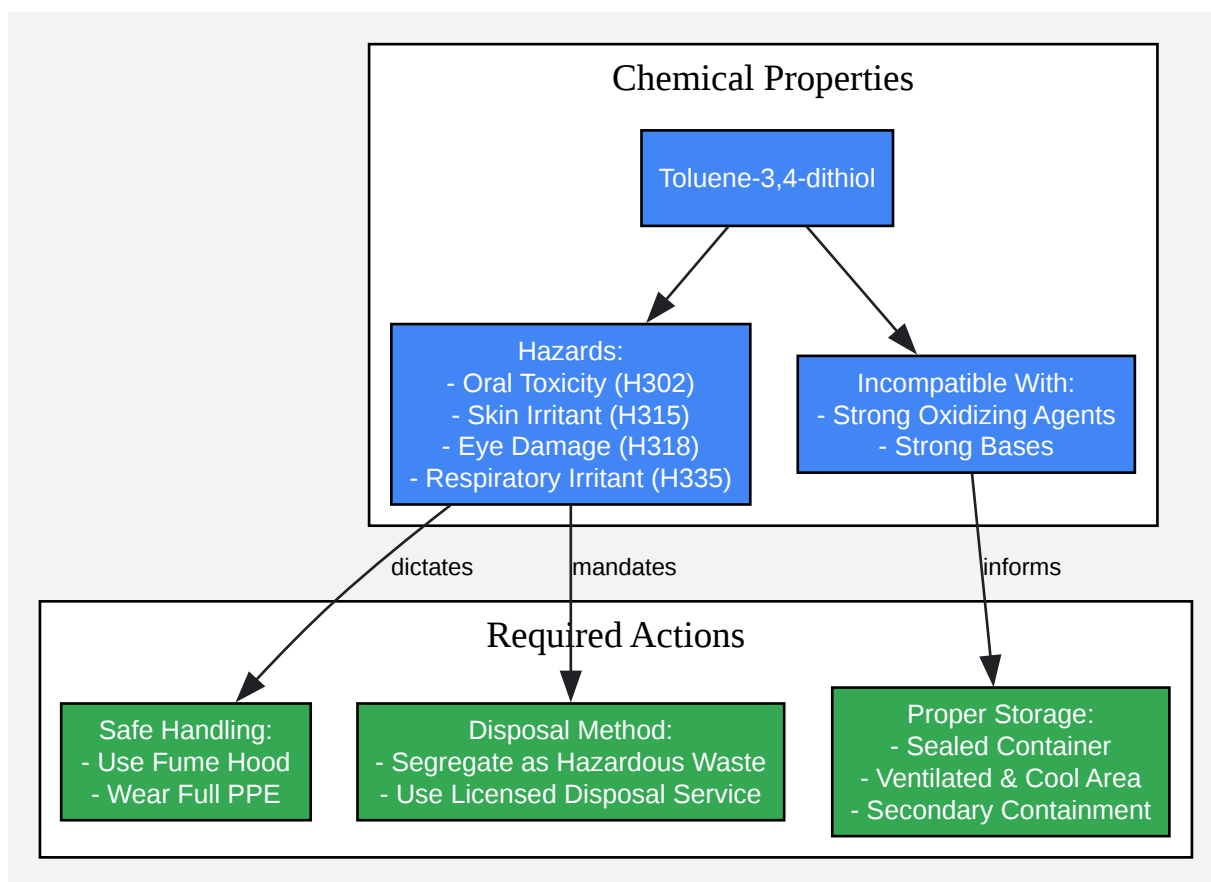 Chemical Properties
Toluene-3,4-dithiol
Hazards:
- Oral Toxicity (H302)
- Skin Irritant (H315)
- Eye Damage (H318)
- Respiratory Irritant (H335)
Incompatible With:
- Strong Oxidizing Agents
- Strong Bases
dictates
mandates
informs
Required Actions
Safe Handling:
- Use Fume Hood
- Wear Full PPE
Disposal Method:
- Segregate as Hazardous Waste
- Use Licensed Disposal Service
Proper Storage:
- Sealed Container
- Ventilated & Cool Area
- Secondary Containment